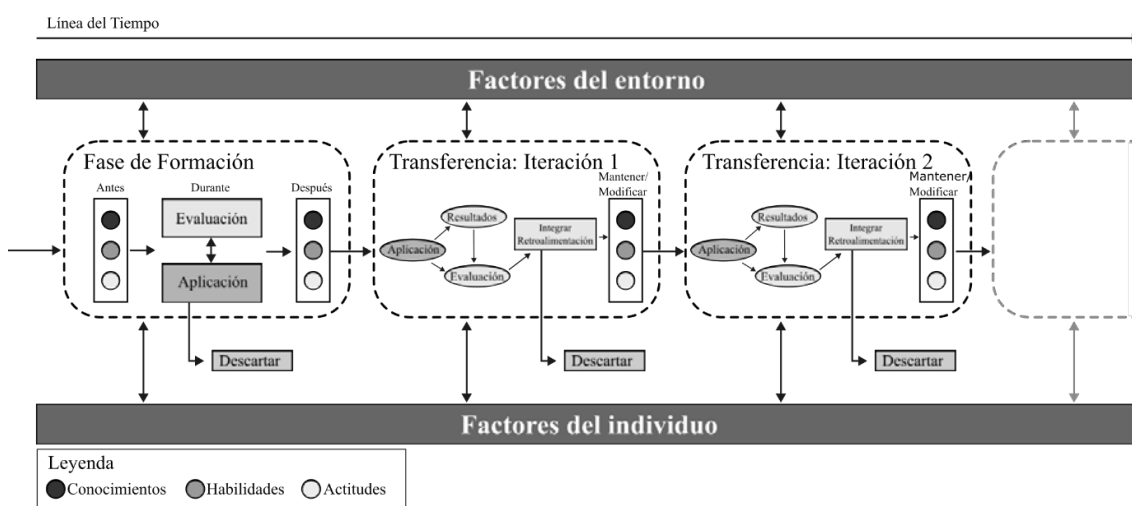 Línea del Tiempo
Factores del entorno
Fase de Formación
Antes
Durante
Después
Evaluación
Aplicación
Descartar
Transferencia: Iteración 1
Mantener/
Modificar
Resultados
Aplicación
Evaluación
Integrar
Retroalimentación
Descartar
Transferencia: Iteración 2
Mantener/
Modificar
Resultados
Aplicación
Evaluación
Integrar
Retroalimentación
Descartar
Factores del individuo
Leyenda
Conocimientos
Habilidades
Actitudes